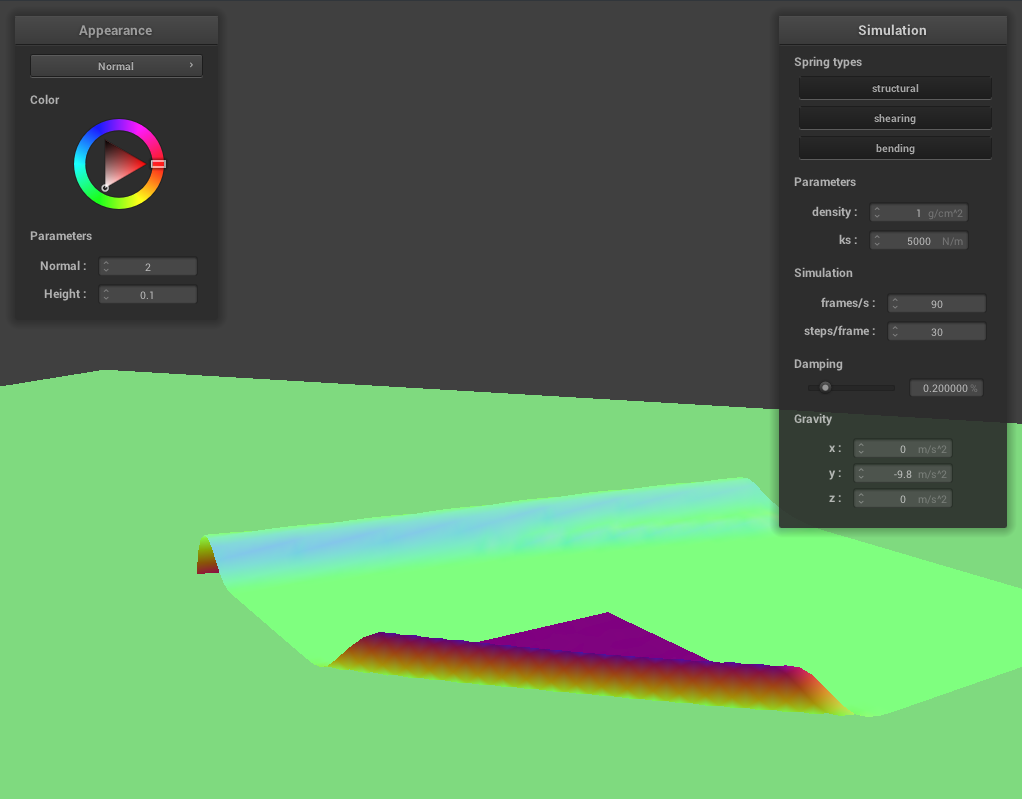 Appearance
Normal
Color
Parameters
Normal : 2
Height : 0.1
Simulation
Spring types
structural
shearing
bending
Parameters
density : 1 g/cm^2
ks : 5000 N/m
Simulation
frames/s : 90
steps/frame : 30
Damping
0.200000 %
Gravity
x : 0 m/s^2
y : -9.8 m/s^2
z : 0 m/s^2